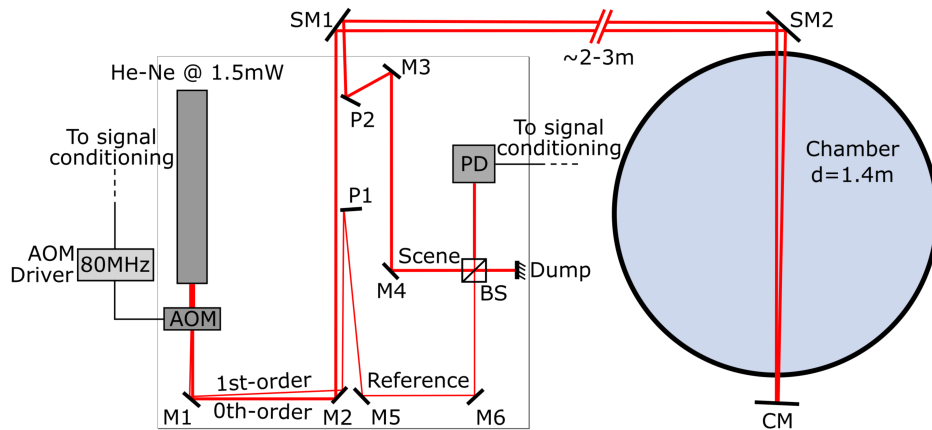 SM1
SM2
~2-3m
He-Ne @ 1.5mW
M3
P2
To signal
conditioning
To signal
conditioning
PD
Chamber
d=1.4m
P1
AOM
Driver
80MHz
Scene
Dump
M4
BS
AOM
1st-order
Reference
0th-order
M1
M2
M5
M6
CM